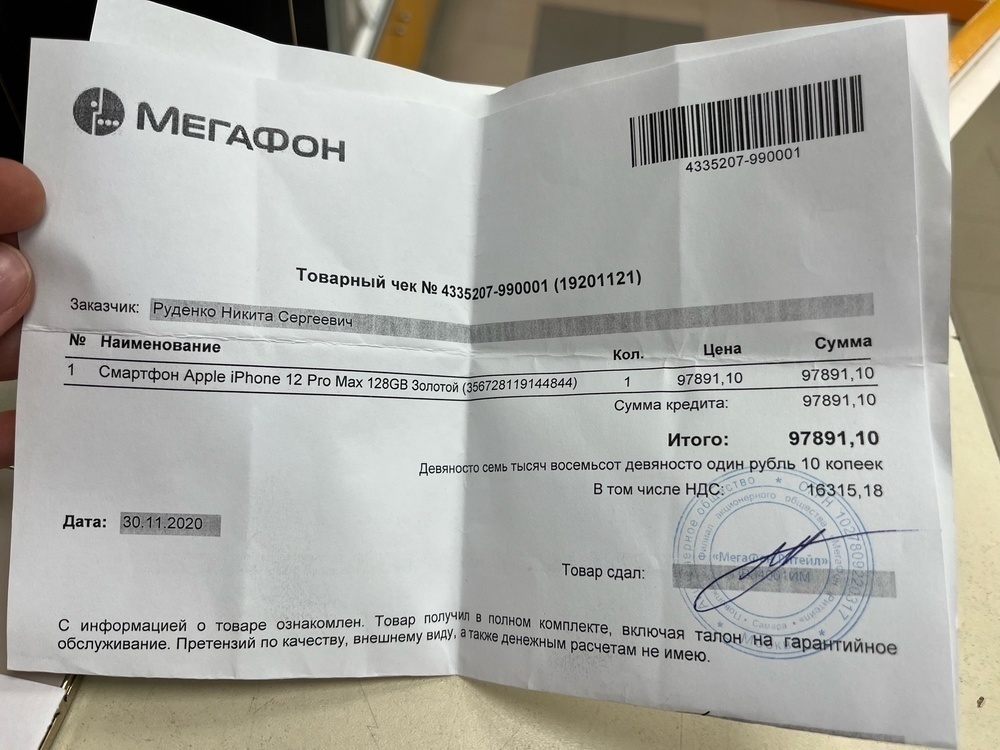 МЕГАФОН
4335207-990001
Товарный чек № 4335207-990001 (19201121)
Заказчик: Руденко Никита Сергеевич
№ Наименование Кол. Цена Сумма
1 Смартфон Apple iPhone 12 Pro Max 128GB Золотой (356728119144844) 1 97891,10 97891,10
Сумма кредита: 97891,10
Итого: 97891,10
Девяносто семь тысяч восемьсот девяносто один рубль 10 копеек
В том числе НДС: 16315,18
Дата: 30.11.2020
Товар сдал:
С информацией о товаре ознакомлен. Товар получил в полном комплекте, включая талон на гарантийное
обслуживание. Претензий по качеству, внешнему виду, а также денежным расчетам не имею.